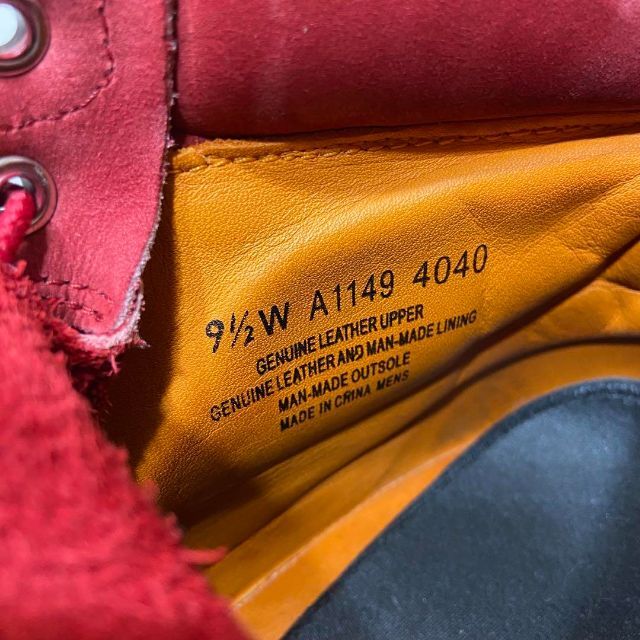 9½W A1149 4040
GENUINE LEATHER UPPER
GENUINE LEATHER AND MAN-MADE LINING
MAN-MADE OUTSOLE
MADE IN CRINA MENS